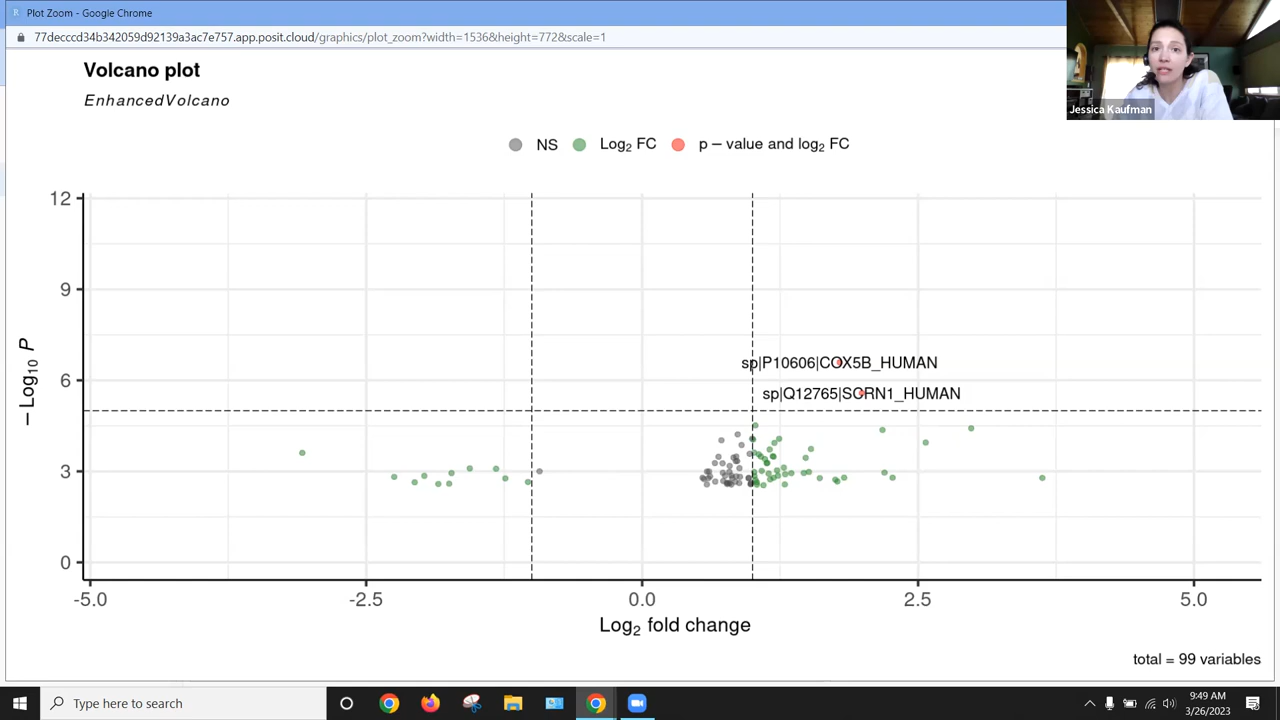 Plot Zoom - Google Chrome
77decccd34b342059d92139a3ac7e757.app.posit.cloud/graphics/plot_zoom?width=1536&height=772&scale=1
Jessica Kaufman
Volcano plot
EnhancedVolcano
NS Log₂ FC p − value and log₂ FC
12
9
6
3
0
− Log₁₀ P
sp|P10606|COX5B_HUMAN
sp|Q12765|SCRN1_HUMAN
-5.0 -2.5 0.0 2.5 5.0
Log₂ fold change
total = 99 variables
Type here to search
9:49 AM
3/26/2023